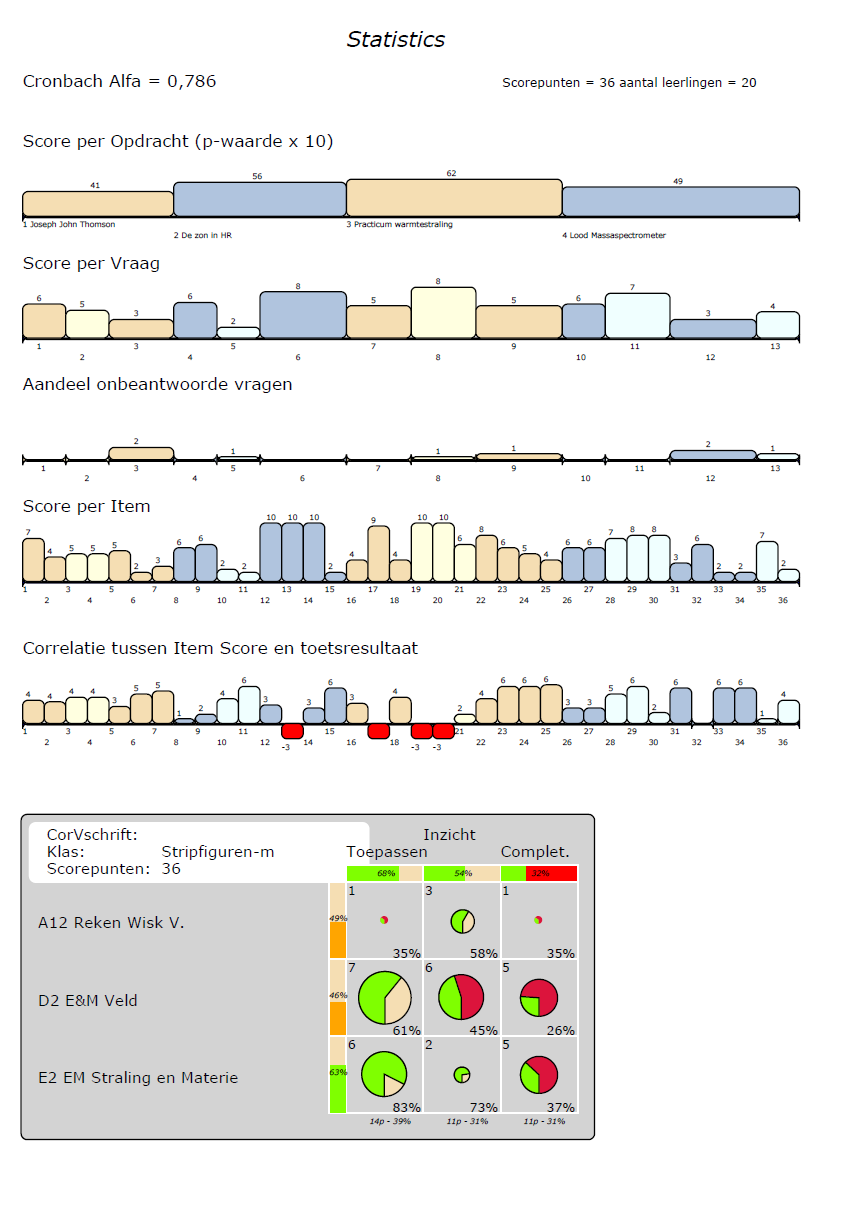 Statistics
Cronbach Alfa = 0,786
Scorepunten = 36 aantal leerlingen = 20
Score per Opdracht (p-waarde x 10)
41 56 62 49
1 Joseph John Thomson
2 De zon in HR
3 Practicum warmtestraling
4 Lood Massaspectrometer
Score per Vraag
6 5 3 6 2 8 5 8 5 6 7 3 4
1 2 3 4 5 6 7 8 9 10 11 12 13
Aandeel onbeantwoorde vragen
2 1 1 1 2 1
1 2 3 4 5 6 7 8 9 10 11 12 13
Score per Item
7 4 5 5 5 2 3 6 6 2 2 10 10 10 2 4 9 4 10 10 6 8 6 5 4 6 6 7 8 8 3 6 2 2 7 2
1 2 3 4 5 6 7 8 9 10 11 12 13 14 15 16 17 18 19 20 21 22 23 24 25 26 27 28 29 30 31 32 33 34 35 36
Correlatie tussen Item Score en toetsresultaat
4 4 4 4 3 5 5 1 2 4 6 3 3 6 3 4 2 4 6 6 6 3 3 5 6 2 6 6 6 1 4
1 2 3 4 5 6 7 8 9 10 11 12 -3 14 15 16 18 -3 -3 21 22 23 24 25 26 27 28 29 30 31 32 33 34 35 36
CorVschrift:
Klas: Stripfiguren-m
Scorepunten: 36
Inzicht
Toepassen Complet.
68% 54% 32%
A12 Reken Wisk V.
49%
1 3 1
35% 58% 35%
D2 E&M Veld
46%
7 6 5
61% 45% 26%
E2 EM Straling en Materie
63%
6 2 5
83% 73% 37%
14p - 39% 11p - 31% 11p - 31%